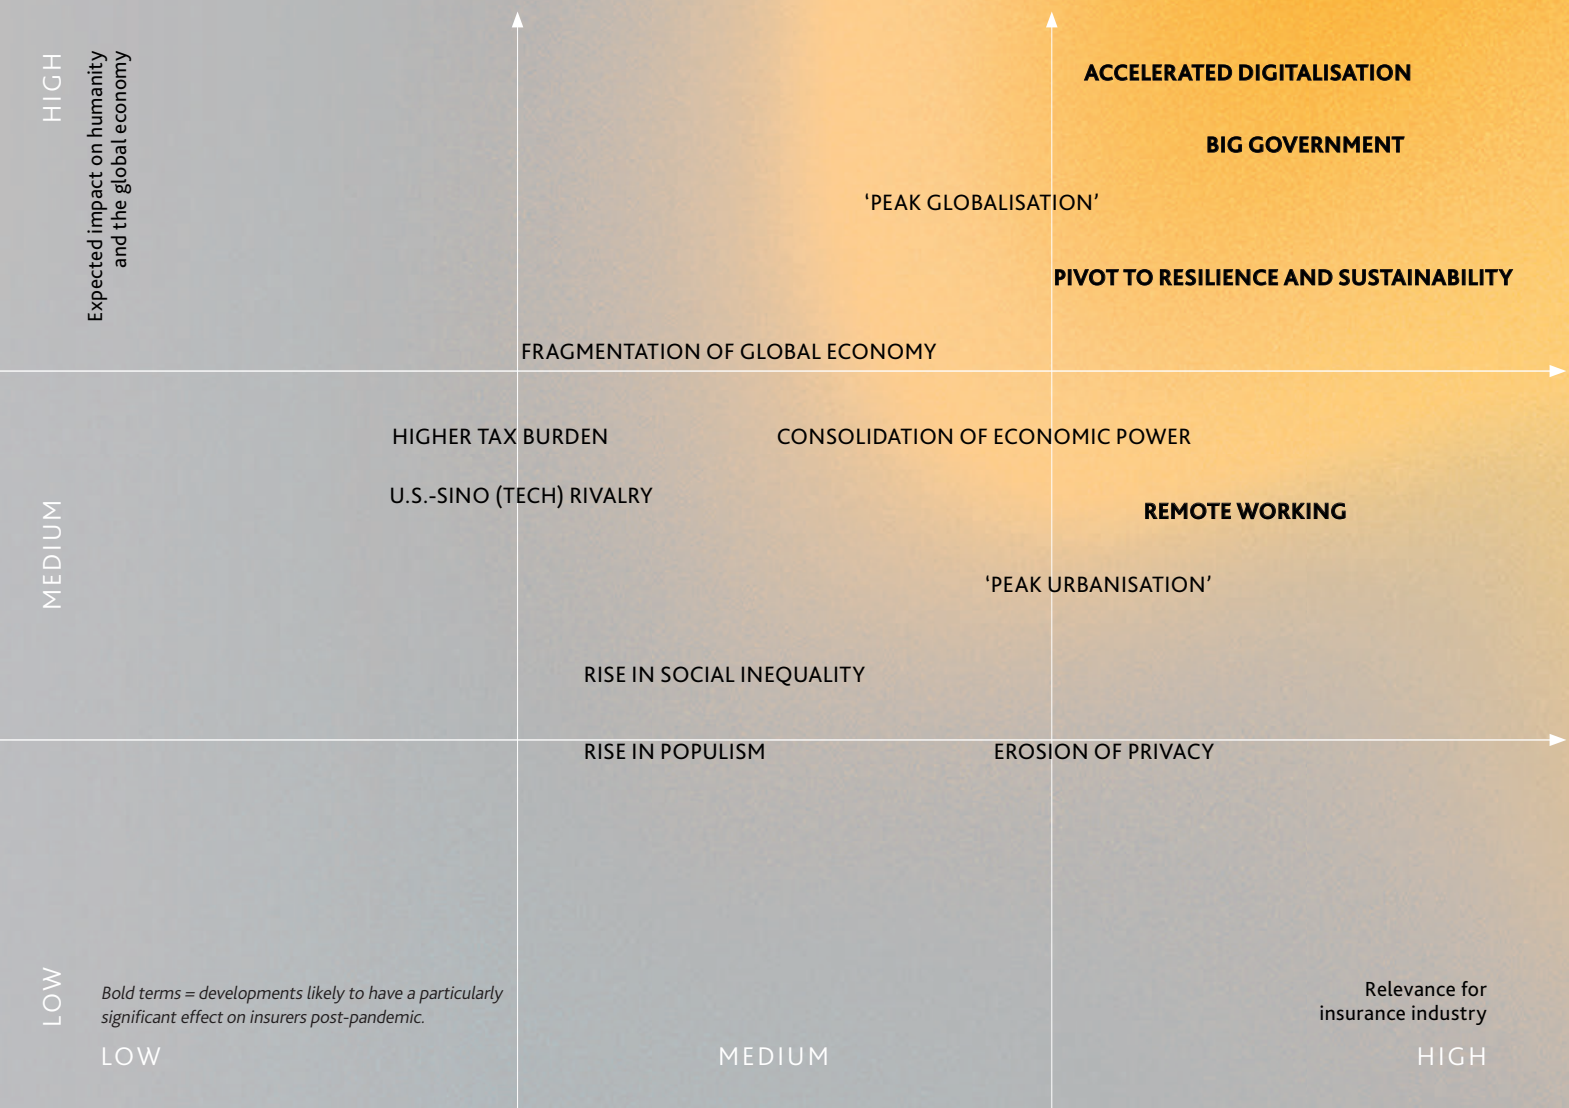 HIGH
Expected impact on humanity
and the global economy
ACCELERATED DIGITALISATION
BIG GOVERNMENT
‘PEAK GLOBALISATION’
PIVOT TO RESILIENCE AND SUSTAINABILITY
FRAGMENTATION OF GLOBAL ECONOMY
HIGHER TAX BURDEN
CONSOLIDATION OF ECONOMIC POWER
MEDIUM
U.S.-SINO (TECH) RIVALRY
REMOTE WORKING
‘PEAK URBANISATION’
RISE IN SOCIAL INEQUALITY
RISE IN POPULISM
EROSION OF PRIVACY
LOW
Bold terms = developments likely to have a particularly
significant effect on insurers post-pandemic.
Relevance for
insurance industry
LOW
MEDIUM
HIGH